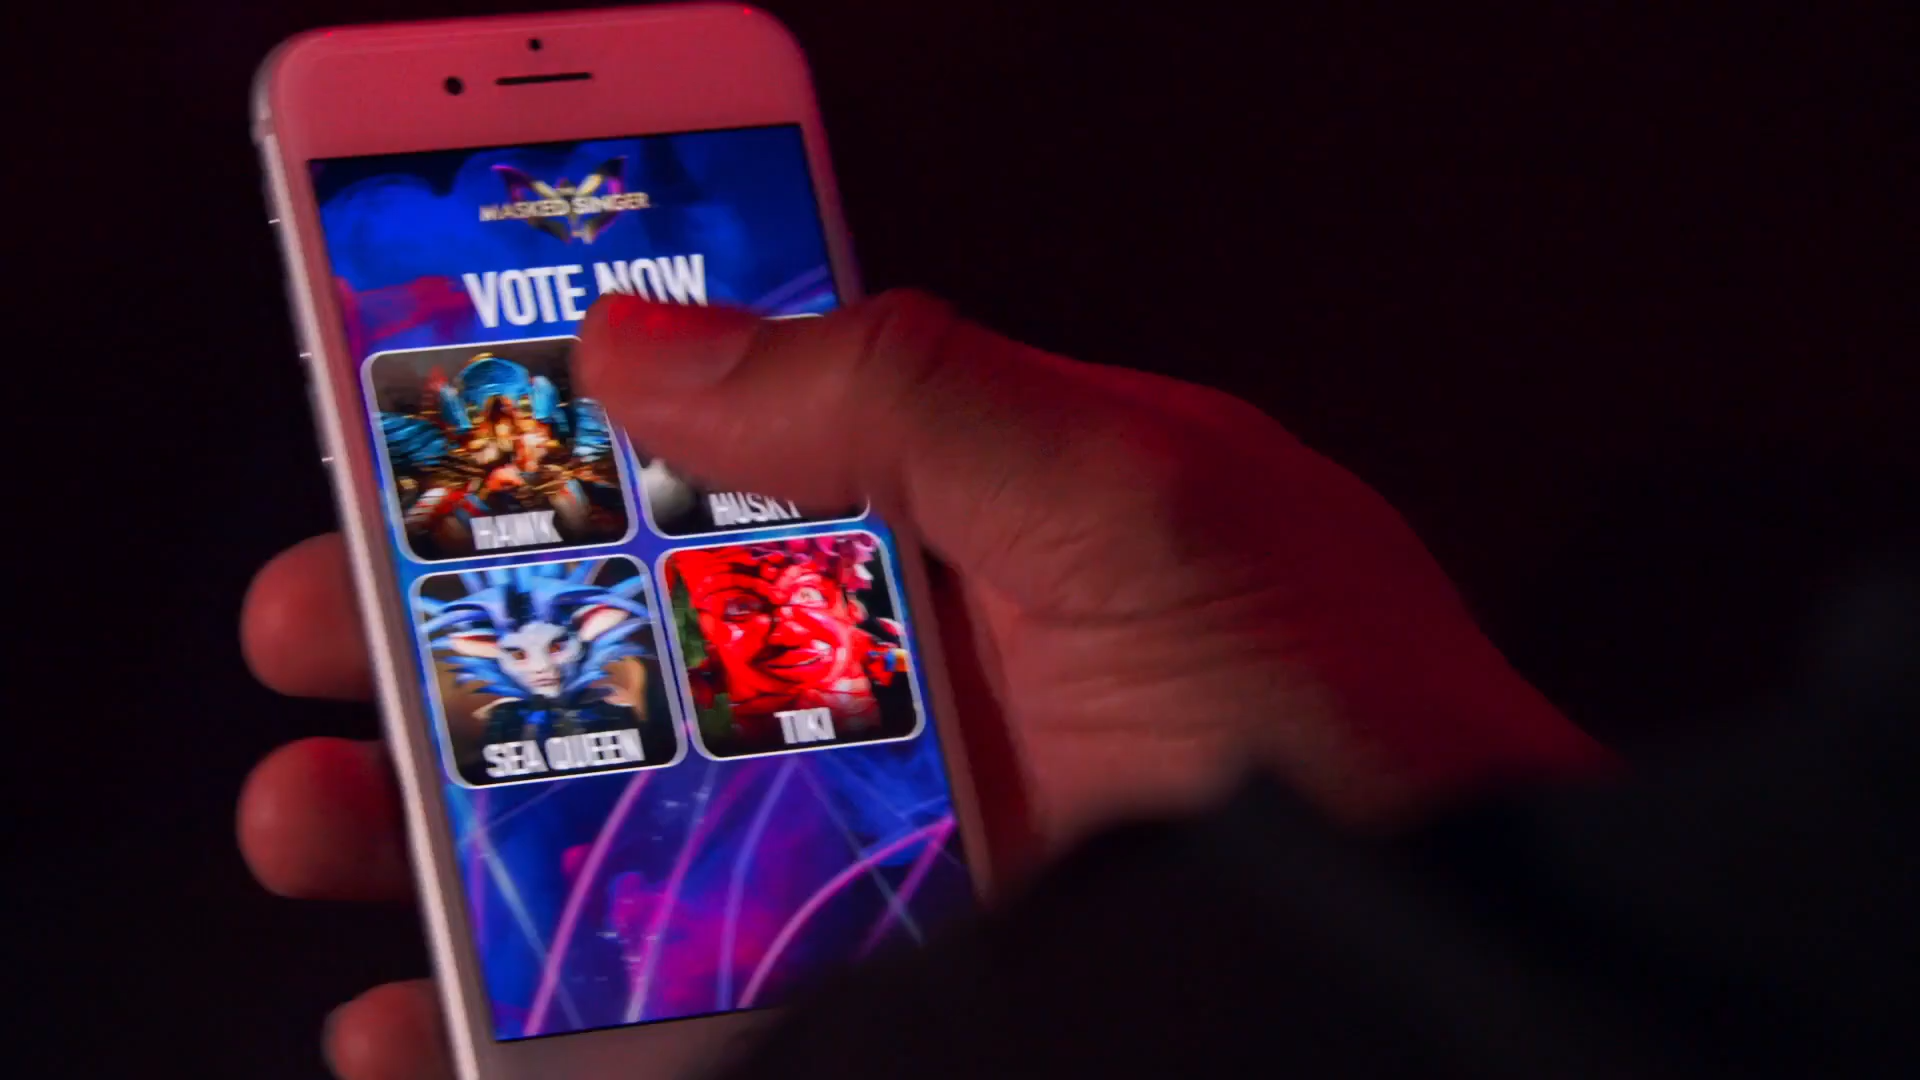 MASKED SINGER
VOTE NOW
HAWK
HUSKY
SEA QUEEN
TIKI